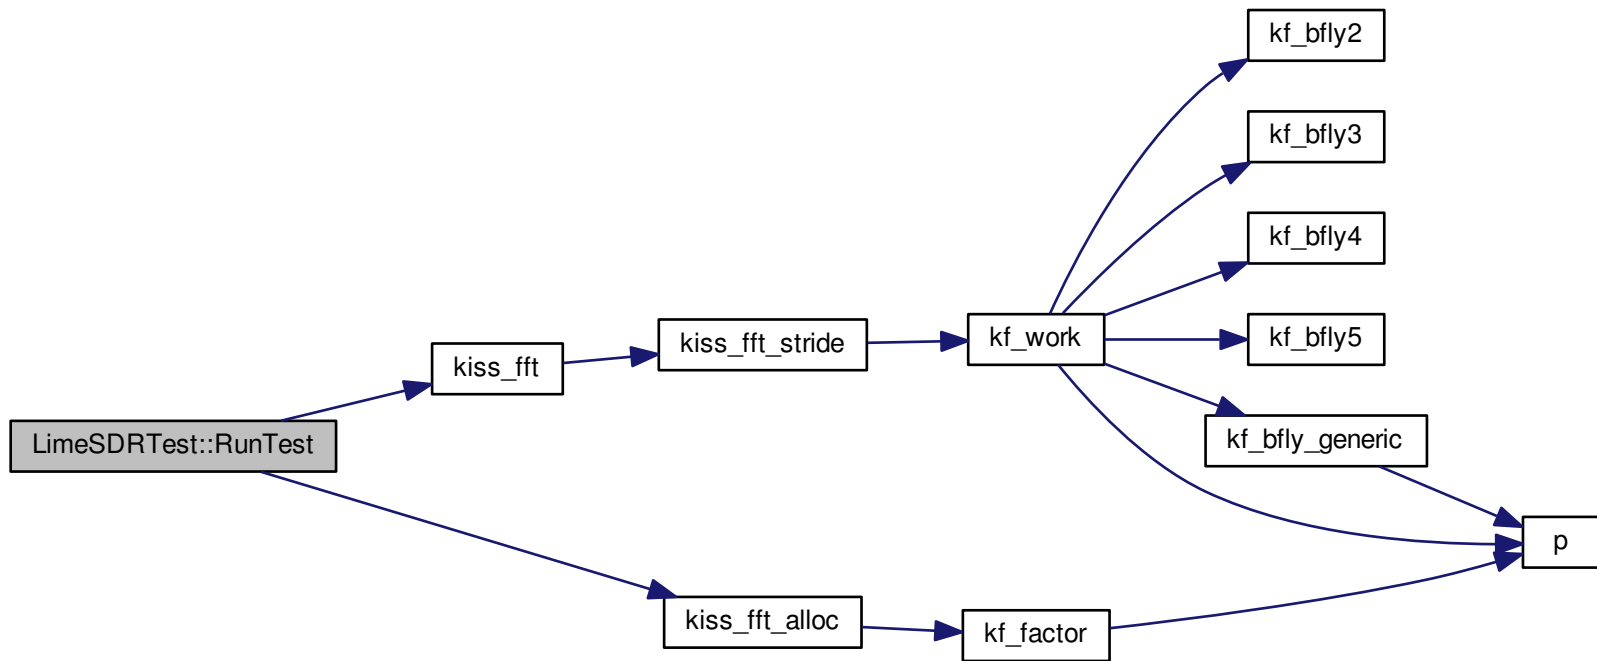 kf_bfly2
kf_bfly3
kf_bfly4
kf_bfly5
kf_work
kiss_fft_stride
kiss_fft
LimeSDRTest::RunTest
kf_bfly_generic
p
kiss_fft_alloc
kf_factor